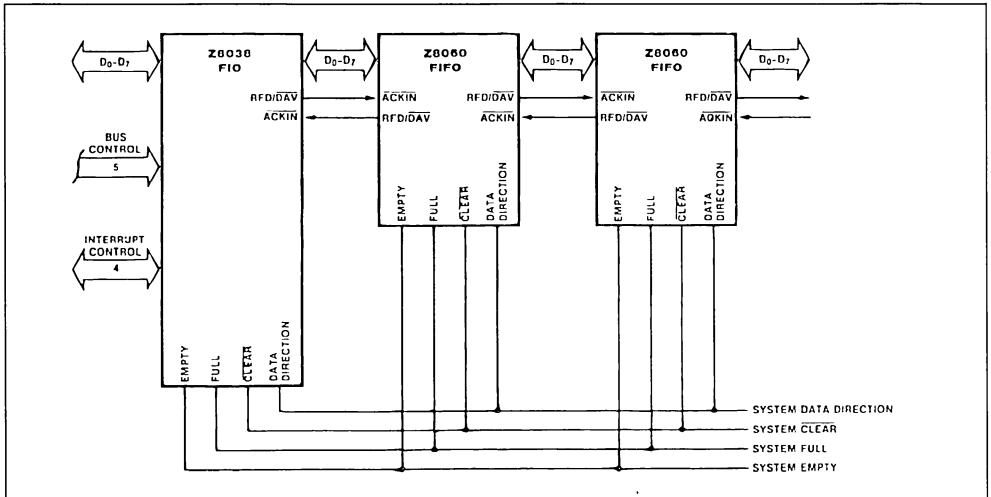 Z8038
FIO
Z8060
FIFO
Z8060
FIFO
D0-D7
D0-D7
D0-D7
D0-D7
RFD/DAV
ACKIN
RFD/DAV
ACKIN
RFD/DAV
ACKIN
RFD/DAV
ACKIN
RFD/DAV
AQKIN
BUS
CONTROL
5
INTERRUPT
CONTROL
4
EMPTY
FULL
CLEAR
DATA
DIRECTION
EMPTY
FULL
CLEAR
DATA
DIRECTION
EMPTY
FULL
CLEAR
DATA
DIRECTION
SYSTEM DATA DIRECTION
SYSTEM CLEAR
SYSTEM FULL
SYSTEM EMPTY